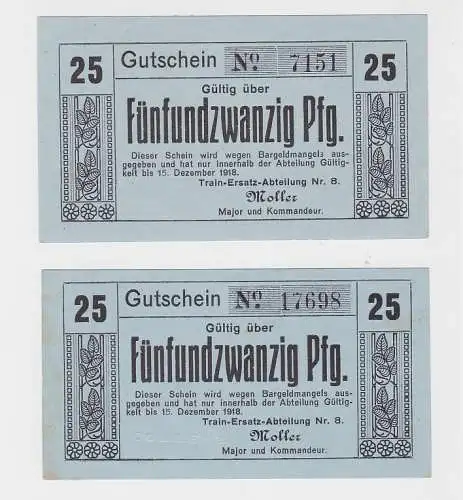 25 Gutschein No. 7151 25
Gültig über
Fünfundzwanzig Pfg.
Dieser Schein wird wegen Bargeldmangels aus-
gegeben und hat nur innerhalb der Abteilung Gültig-
keit bis 15. Dezember 1918.
Train-Ersatz-Abteilung Nr. 8.
Moller
Major und Kommandeur.
25 Gutschein No. 17698 25
Gültig über
Fünfundzwanzig Pfg.
Dieser Schein wird wegen Bargeldmangels aus-
gegeben und hat nur innerhalb der Abteilung Gültig-
keit bis 15. Dezember 1918.
Train-Ersatz-Abteilung Nr. 8.
Moller
Major und Kommandeur.